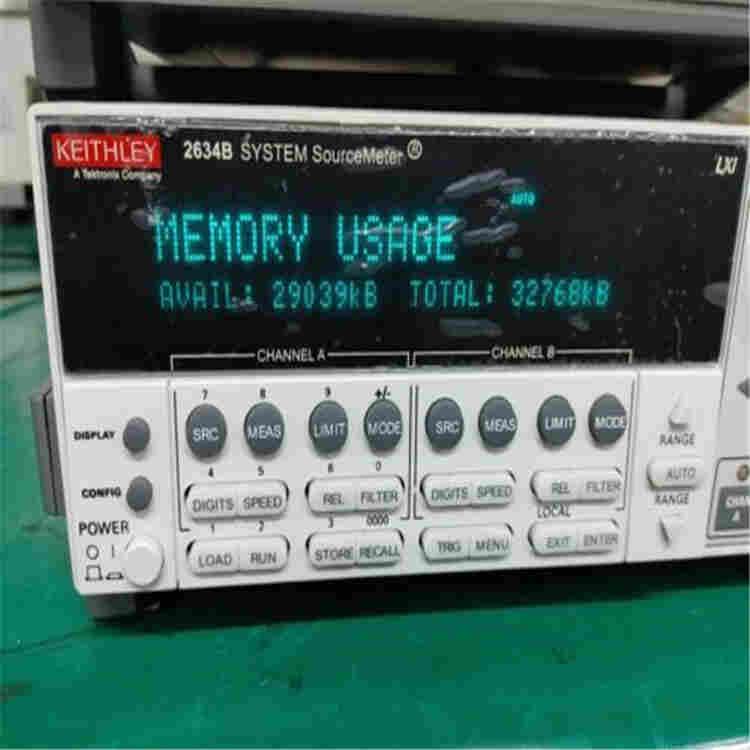 KEITHLEY 2634B SYSTEM SourceMeter ® LXI
A Tektronix Company
AUTO
MEMORY USAGE
AVAIL: 29039kB TOTAL: 32768kB
CHANNEL A CHANNEL B
7 8 9 +/-
SRC MEAS LIMIT MODE SRC MEAS LIMIT MODE
DISPLAY
RANGE
4 5 6 0
CONFIG DIGITS SPEED REL FILTER DIGITS SPEED REL FILTER AUTO
RANGE
1 2 3 0000 LOCAL
POWER
O I LOAD RUN STORE RECALL TRIG MENU EXIT ENTER
A